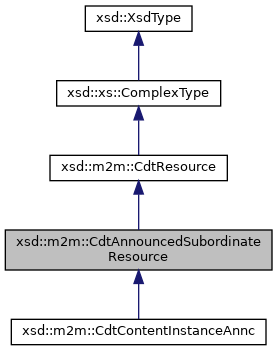 xsd::XsdType
xsd::xs::ComplexType
xsd::m2m::CdtResource
xsd::m2m::CdtAnnouncedSubordinate
Resource
xsd::m2m::CdtContentInstanceAnnc